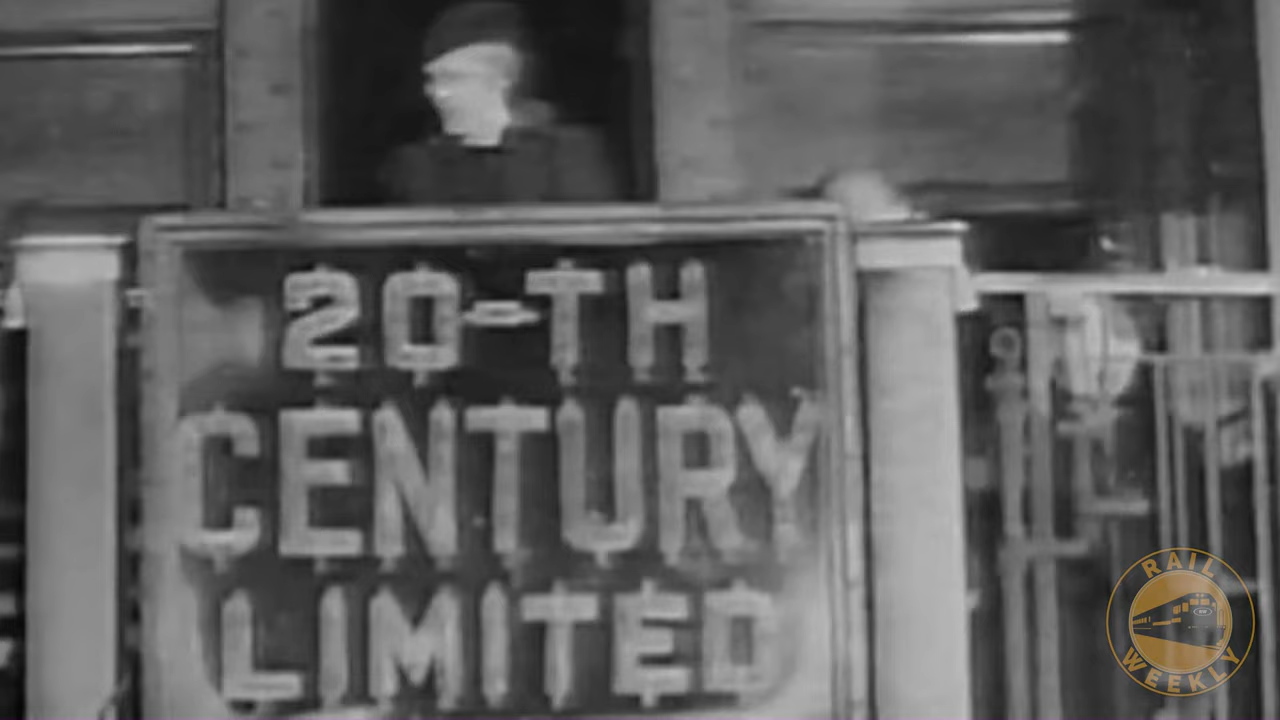 20-TH
CENTURY
LIMITED
RAIL
WEEKLY